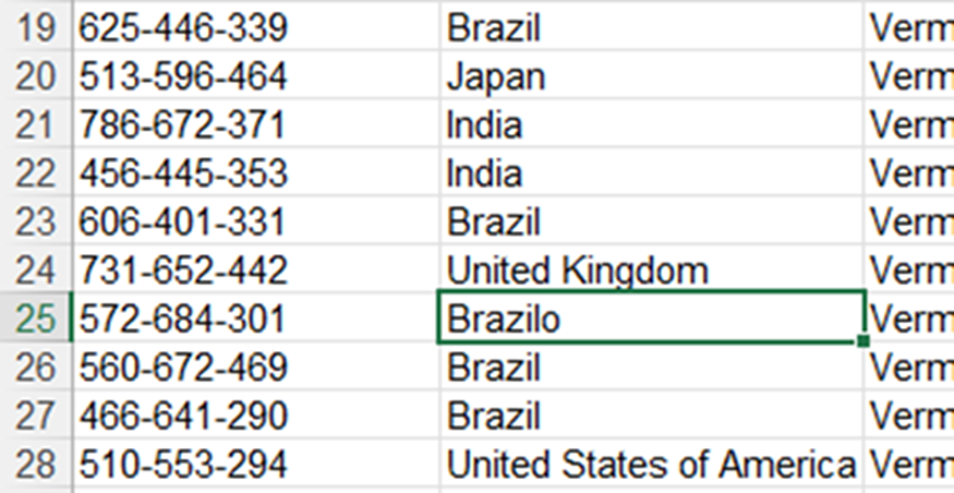 19 625-446-339 Brazil Verm
20 513-596-464 Japan Verm
21 786-672-371 India Verm
22 456-445-353 India Verm
23 606-401-331 Brazil Verm
24 731-652-442 United Kingdom Verm
25 572-684-301 Brazilo Verm
26 560-672-469 Brazil Verm
27 466-641-290 Brazil Verm
28 510-553-294 United States of America Verm